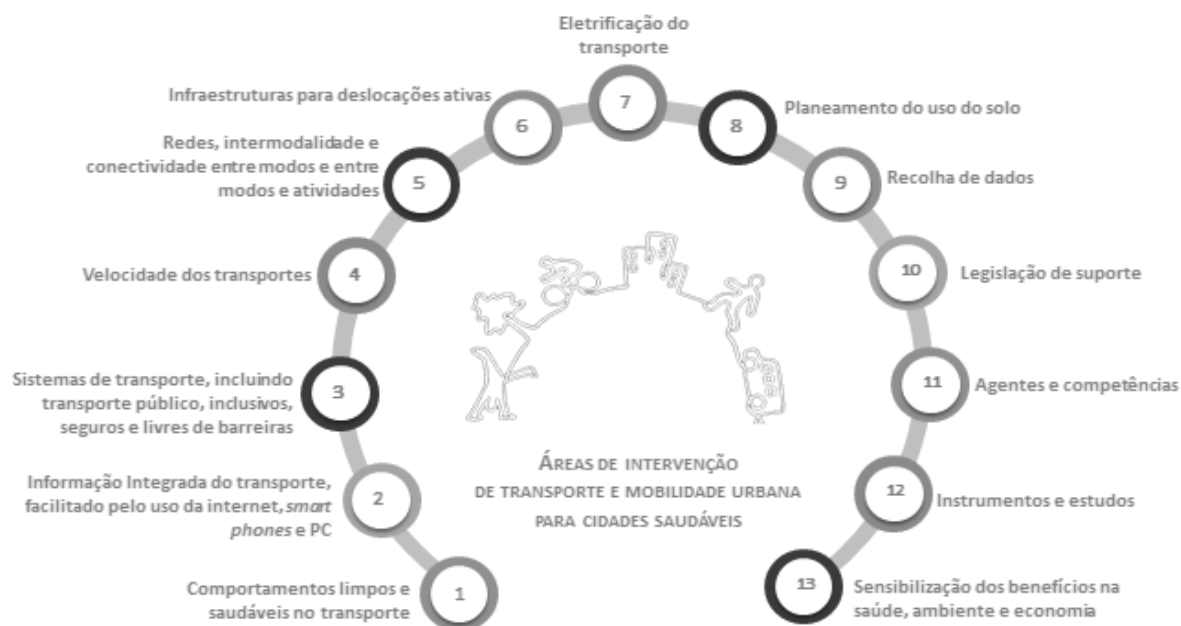 Eletrificação do
transporte
7
Infraestruturas para deslocações ativas
6
8
Planeamento do uso do solo
Redes, intermodalidade e
conectividade entre modos e entre
modos e atividades
5
9
Recolha de dados
Velocidade dos transportes
4
10
Legislação de suporte
Sistemas de transporte, incluindo
transporte público, inclusivos,
seguros e livres de barreiras
3
11
Agentes e competências
ÁREAS DE INTERVENÇÃO
DE TRANSPORTE E MOBILIDADE URBANA
PARA CIDADES SAUDÁVEIS
Informação Integrada do transporte,
facilitado pelo uso da internet, smart
phones e PC
2
12
Instrumentos e estudos
Comportamentos limpos e
saudáveis no transporte
1
13
Sensibilização dos benefícios na
saúde, ambiente e economia